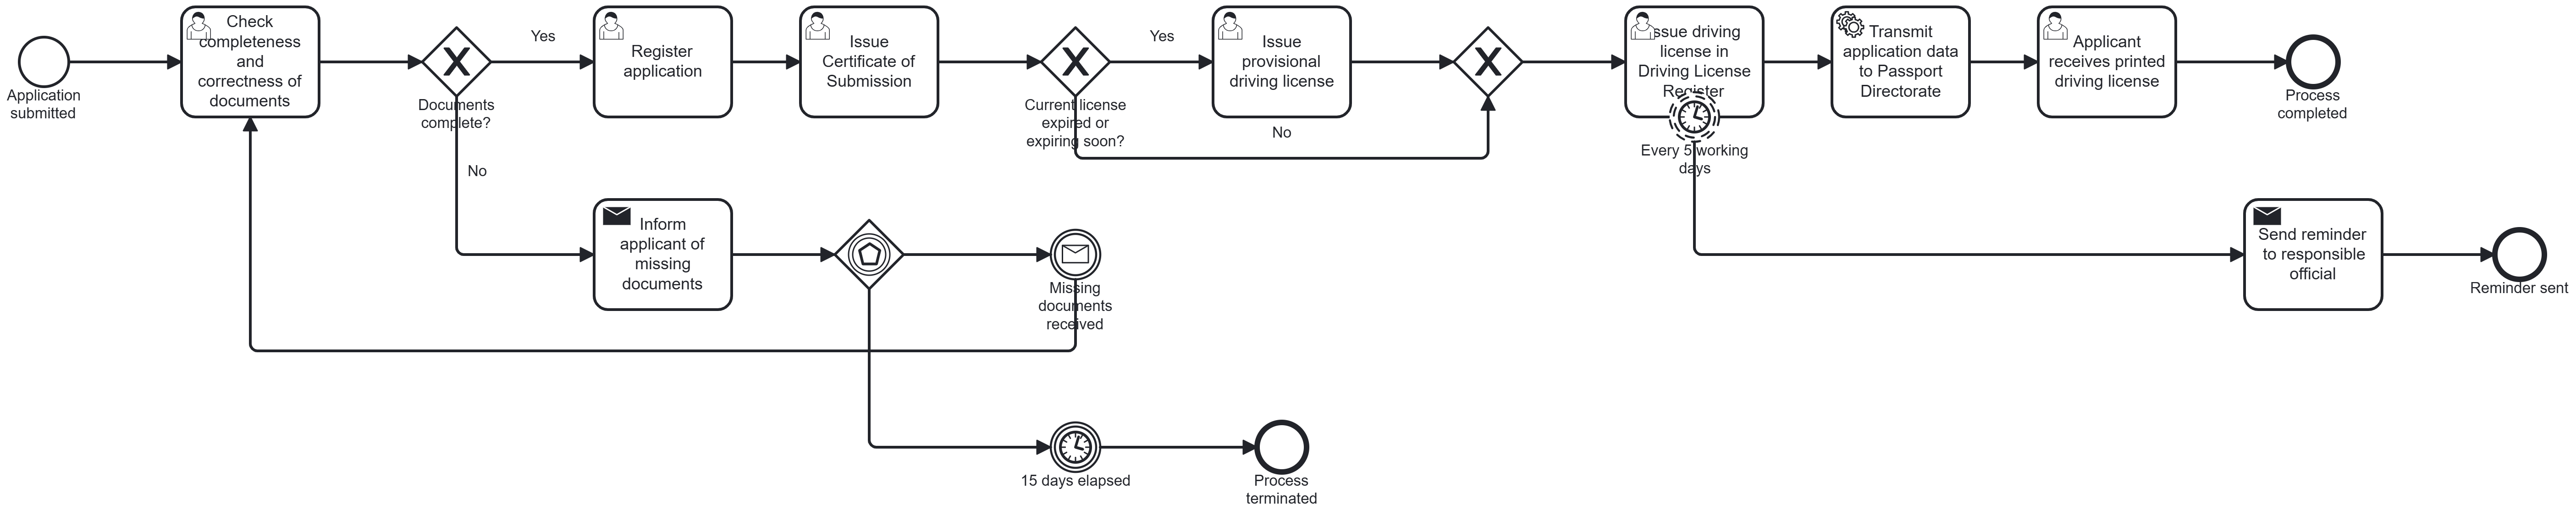 Application
submitted
Check
completeness
and
correctness of
documents
Documents
complete?
Yes
No
Register
application
Issue
Certificate of
Submission
Current license
expired or
expiring soon?
Yes
No
Issue
provisional
driving license
Issue driving
license in
Driving License
Register
Every 5 working
days
Transmit
application data
to Passport
Directorate
Applicant
receives printed
driving license
Process
completed
Inform
applicant of
missing
documents
Missing
documents
received
Send reminder
to responsible
official
Reminder sent
15 days elapsed
Process
terminated